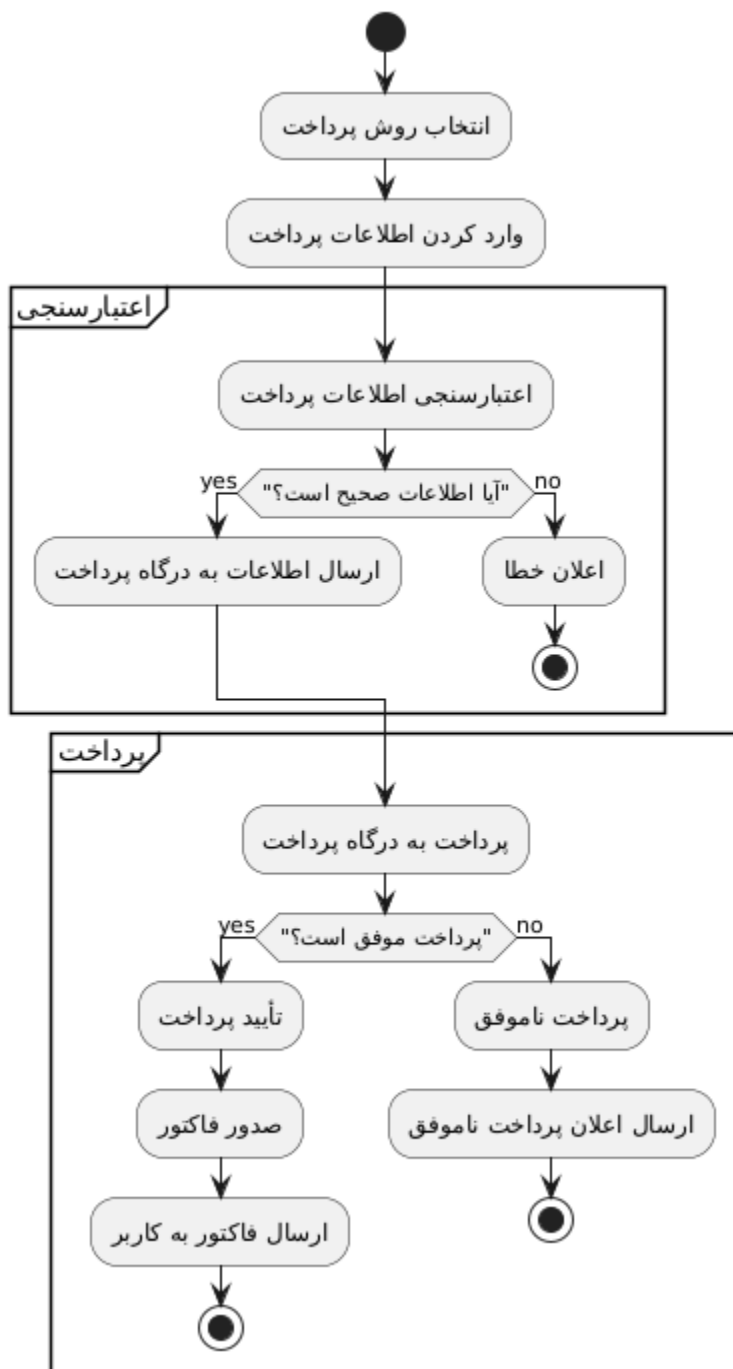 انتخاب روش پرداخت
وارد کردن اطلاعات پرداخت
اعتبارسنجی
اعتبارسنجی اطلاعات پرداخت
yes
"آیا اطلاعات صحیح است؟"
no
ارسال اطلاعات به درگاه پرداخت
اعلان خطا
پرداخت
پرداخت به درگاه پرداخت
yes
"پرداخت موفق است؟"
no
تأیید پرداخت
پرداخت ناموفق
صدور فاکتور
ارسال اعلان پرداخت ناموفق
ارسال فاکتور به کاربر